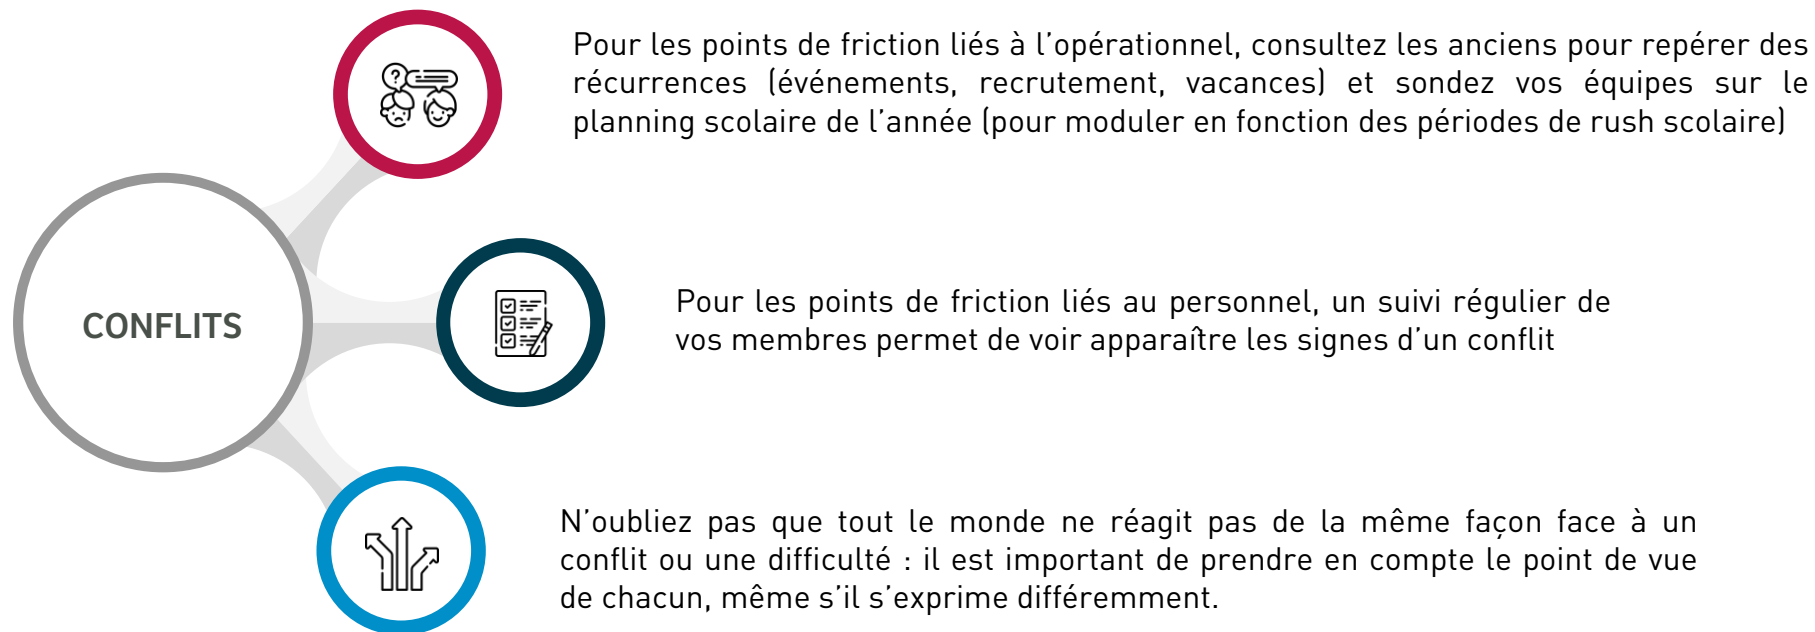 Pour les points de friction liés à l’opérationnel, consultez les anciens pour repérer des
récurrences (événements, recrutement, vacances) et sondez vos équipes sur le
planning scolaire de l’année (pour moduler en fonction des périodes de rush scolaire)
CONFLITS
Pour les points de friction liés au personnel, un suivi régulier de
vos membres permet de voir apparaître les signes d’un conflit
N’oubliez pas que tout le monde ne réagit pas de la même façon face à un
conflit ou une difficulté : il est important de prendre en compte le point de vue
de chacun, même s’il s’exprime différemment.